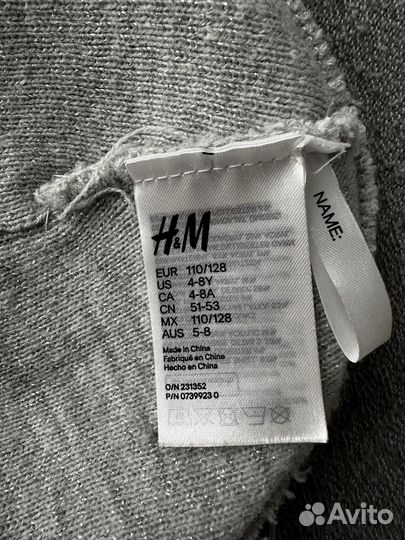 H&M
EUR 110/128
US 4-8Y
CA 4-8A
CN 51-53
MX 110/128
AUS 5-8
Made in China
Fabriqué en Chine
Hecho en China
O/N 231352
P/N 0739923 0
NAME:
Avito